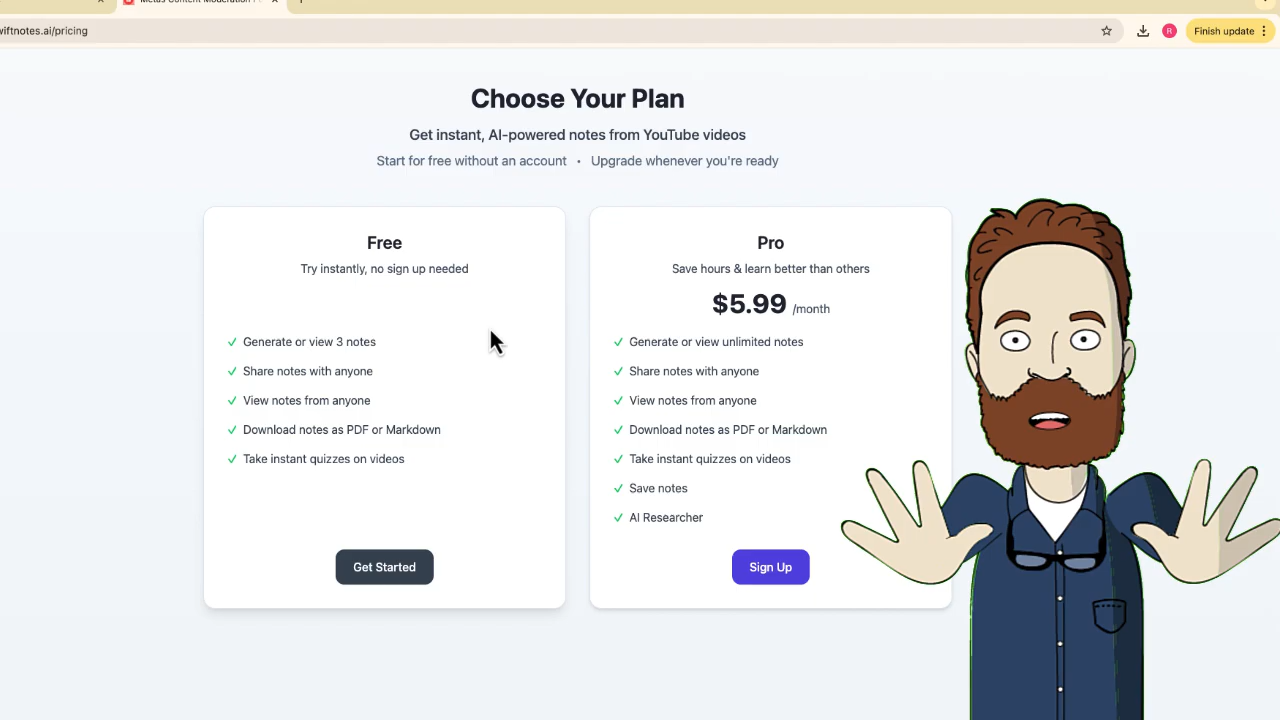 wiftnotes.ai/pricing
R
Finish update
Choose Your Plan
Get instant, AI-powered notes from YouTube videos
Start for free without an account • Upgrade whenever you're ready
Free
Try instantly, no sign up needed
Generate or view 3 notes
Share notes with anyone
View notes from anyone
Download notes as PDF or Markdown
Take instant quizzes on videos
Get Started
Pro
Save hours & learn better than others
$5.99 /month
Generate or view unlimited notes
Share notes with anyone
View notes from anyone
Download notes as PDF or Markdown
Take instant quizzes on videos
Save notes
AI Researcher
Sign Up